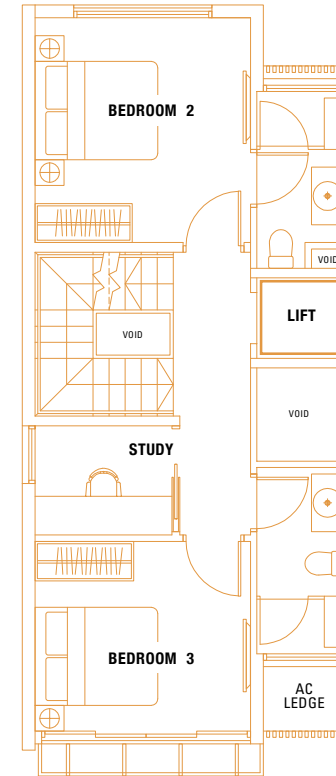 BEDROOM 2
VOID
LIFT
VOID
VOID
STUDY
BEDROOM 3
AC
LEDGE